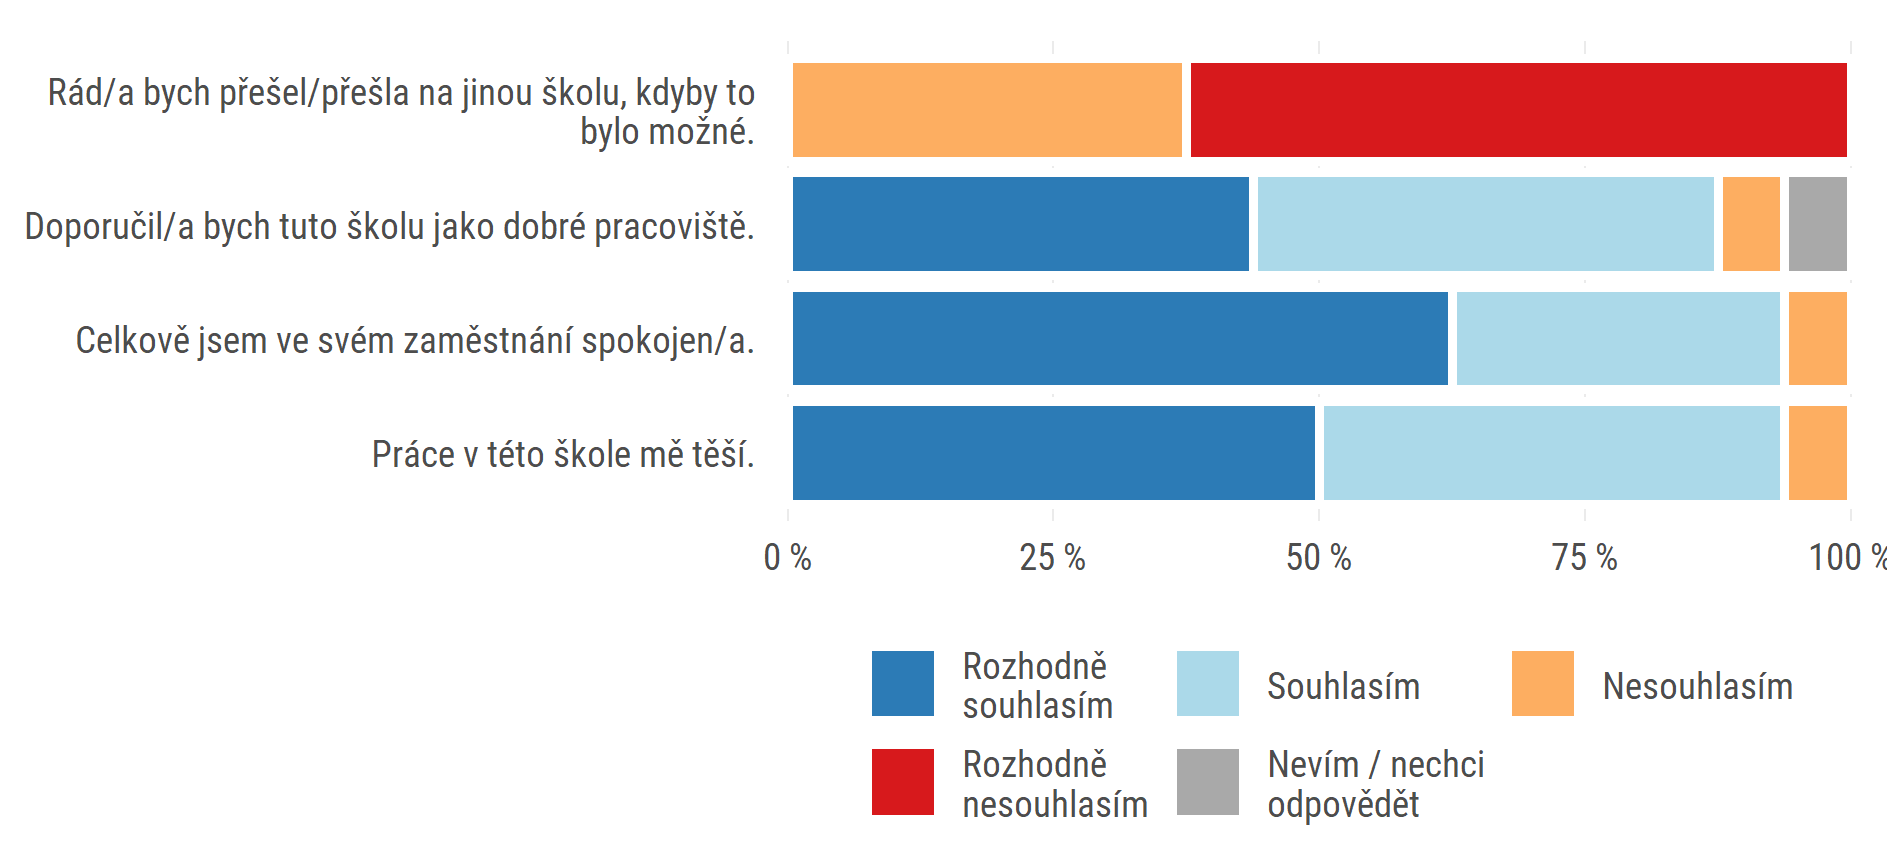 Rád/a bych přešel/přešla na jinou školu, kdyby to
bylo možné.
Doporučil/a bych tuto školu jako dobré pracoviště.
Celkově jsem ve svém zaměstnání spokojen/a.
Práce v této škole mě těší.
0 %
25 %
50 %
75 %
100 %
Rozhodně
souhlasím
Souhlasím
Nesouhlasím
Rozhodně
nesouhlasím
Nevím / nechci
odpovědět